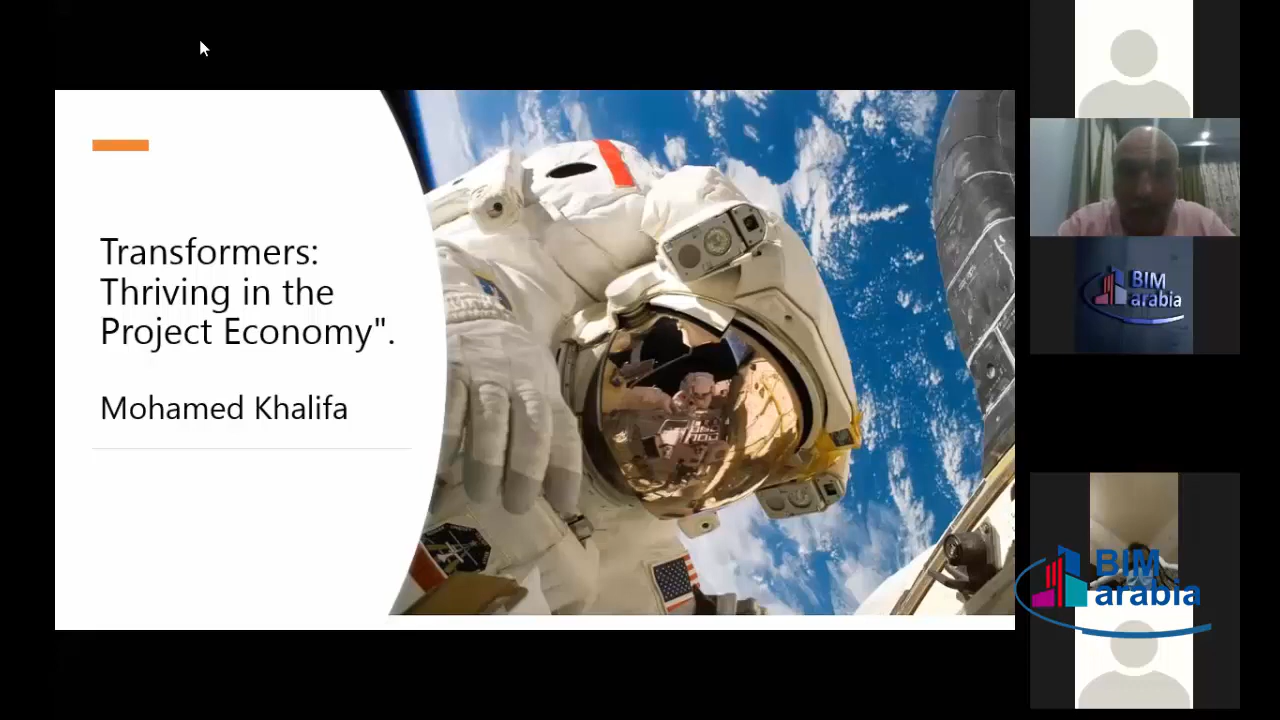 Transformers:
Thriving in the
Project Economy".
Mohamed Khalifa
BIM
arabia
BIM
arabia